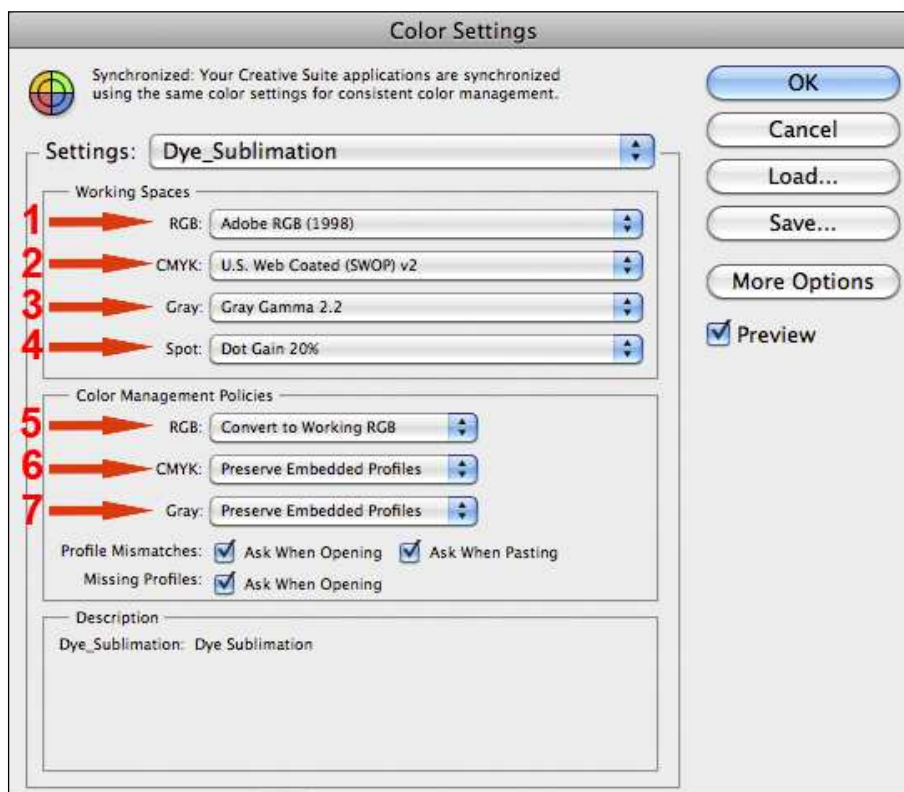 Color Settings
Synchronized: Your Creative Suite applications are synchronized
using the same color settings for consistent color management.
OK
Cancel
Settings: Dye_Sublimation
Load...
Working Spaces
1 RGB: Adobe RGB (1998)
Save...
2 CMYK: U.S. Web Coated (SWOP) v2
More Options
3 Gray: Gray Gamma 2.2
Preview
4 Spot: Dot Gain 20%
Color Management Policies
5 RGB: Convert to Working RGB
6 CMYK: Preserve Embedded Profiles
7 Gray: Preserve Embedded Profiles
Profile Mismatches: Ask When Opening Ask When Pasting
Missing Profiles: Ask When Opening
Description
Dye_Sublimation: Dye Sublimation